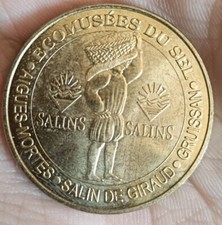 ECOMUSÉES DU SEL
SALINS SALINS
AIGUES-MORTES - SALIN DE GIRAUD - GRUISSAN